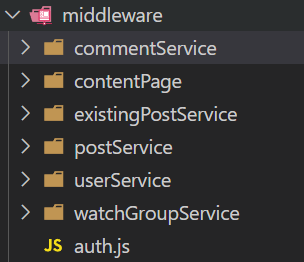 middleware
commentService
contentPage
existingPostService
postService
userService
watchGroupService
JS auth.js